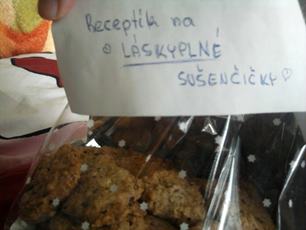 Receptík na
LÁSKYPLNÉ
SUŠENČIČKY ♡